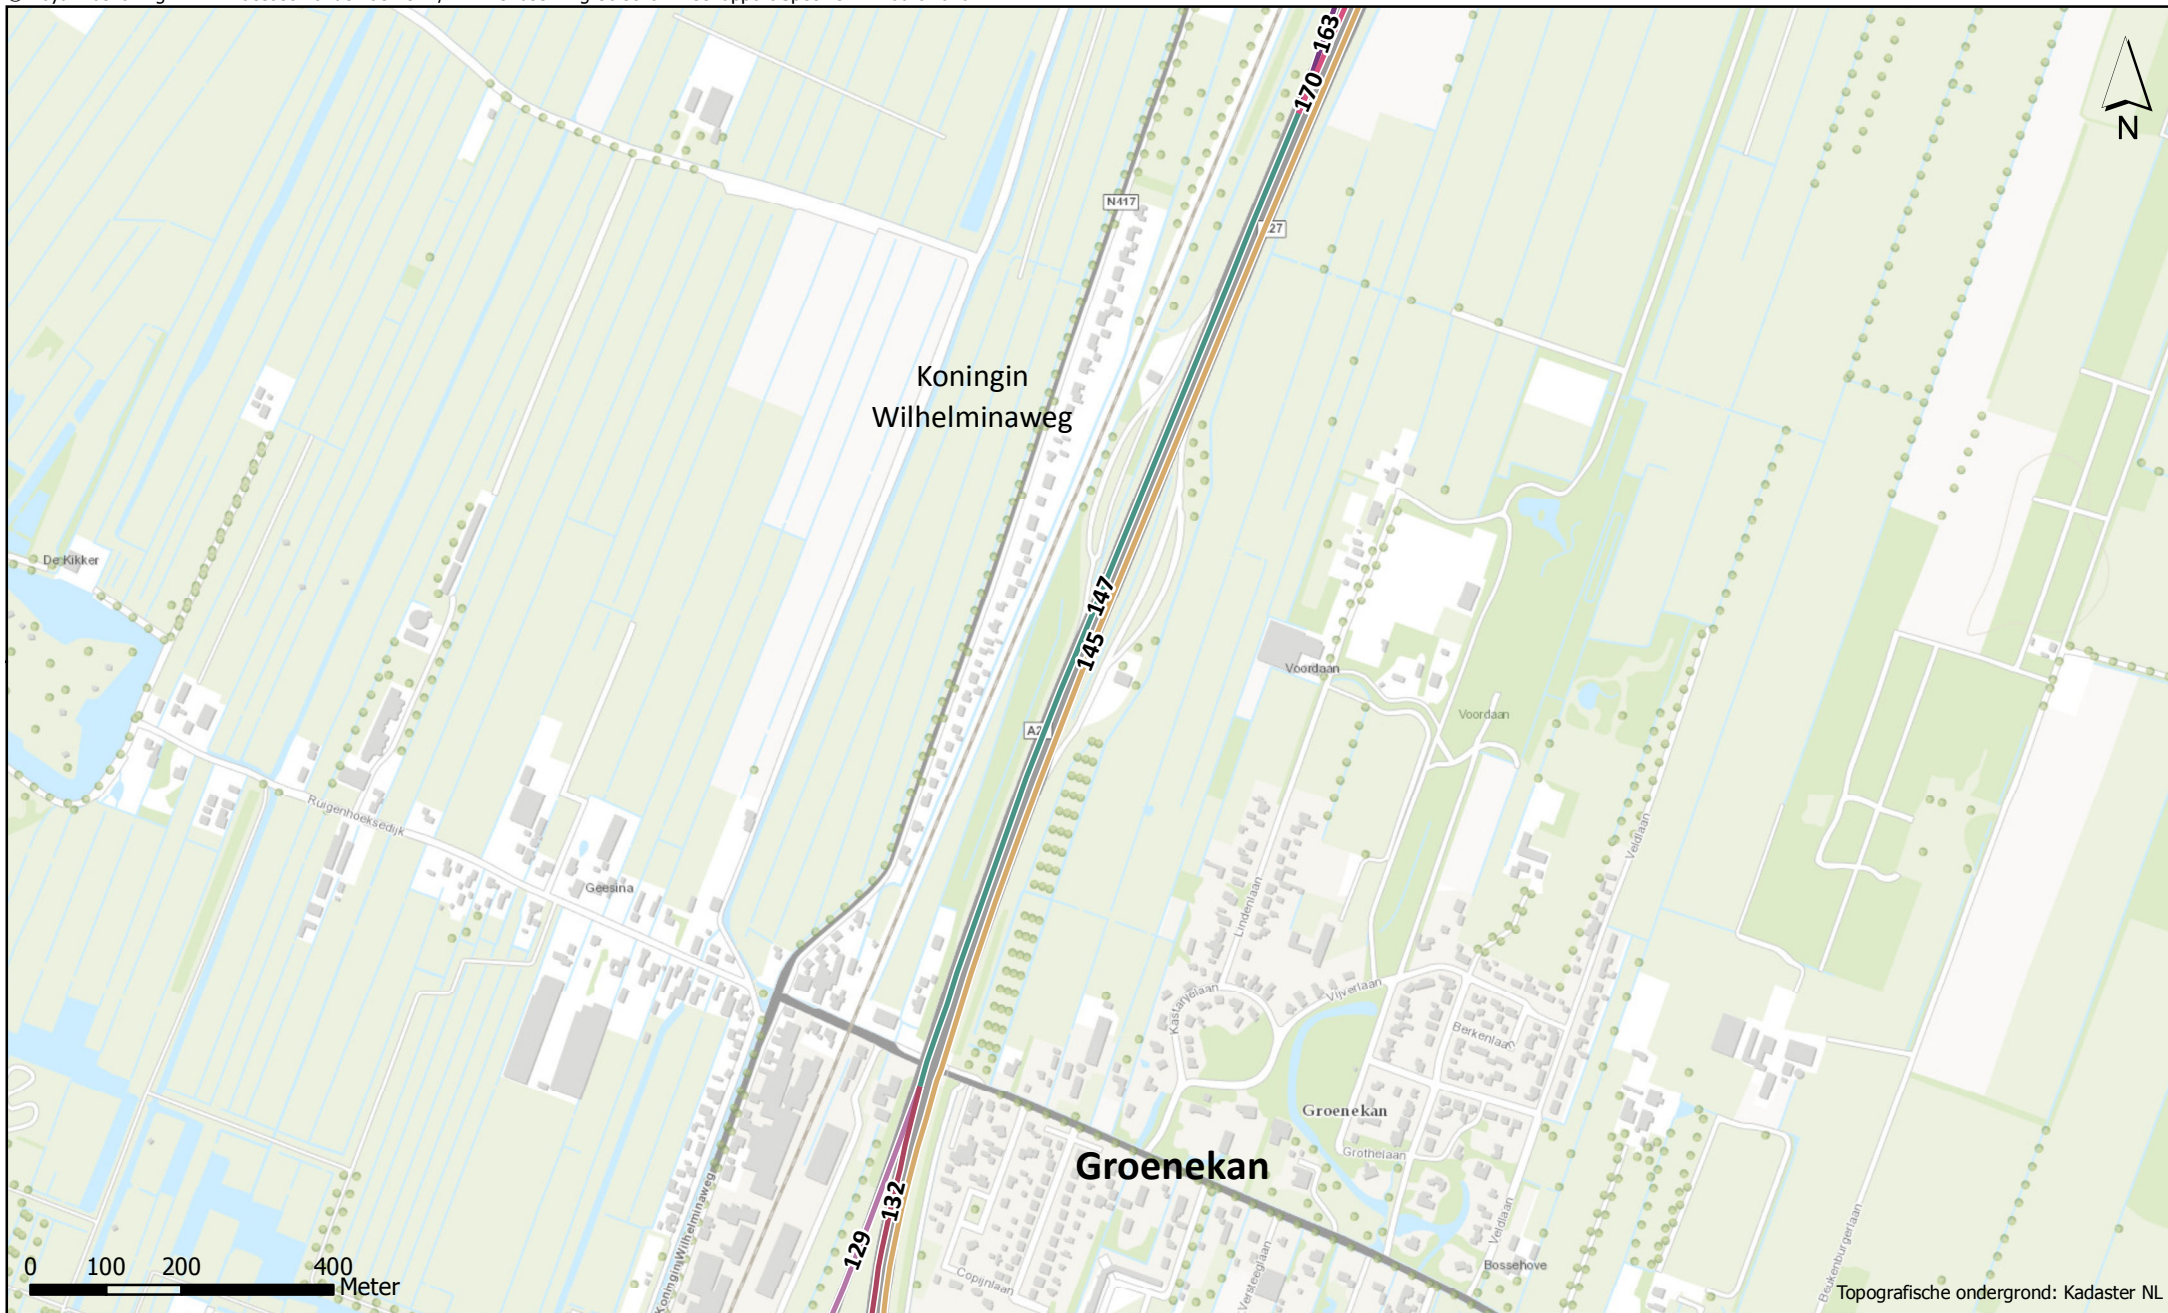 163
170
N
N417
27
Koningin
Wilhelminaweg
De Kikker
147
145
Voordaan
Voordaan
A2
Ruigenhoeksedijk
Veldlaan
Geesina
Lindenlaan
Kastanjelaan
Vijverlaan
Berkenlaan
Groenekan
Grothelaan
Groenekan
132
129
Koningin Wilhelminaweg
Veldlaan
Beukenburgerlaan
Versteeglaan
Bossehove
Copijnlaan
0 100 200 400
Meter
Topografische ondergrond: Kadaster NL